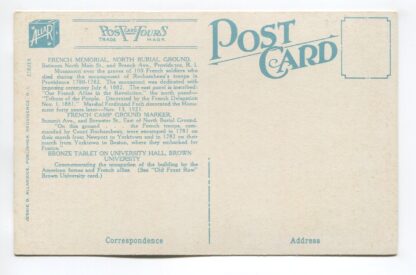 ALLAR
POST and TOURS
TRADE MARK
POST CARD
FRENCH MEMORIAL, NORTH BURIAL GROUND,
Between North Main St., and Branch Ave., Providence, R. I.
Monument over the graves of French soldiers who
died during the encampment of Rochambeau's troops in
Providence 1780-1782. This monument was dedicated with
imposing ceremony July 4, 1882. The east panel is inscribed:
"Our French Allies in the Revolution," the north panel—
"Tribute of the People. Decorated by the French Delegation
Nov. 1, 1881." Marshal Ferdinand Foch decorated the Monu-
ment forty years later—Nov. 13, 1921.
FRENCH CAMP GROUND MARKER,
Summit Ave., and Brewster St., East of North Burial Ground.
"On this ground the French troops, com-
manded by Count Rochambeau, were encamped in 1781 on
their march from Newport to Yorktown and in 1782 on their
march from Yorktown to Boston, where they embarked for
France."
BRONZE TABLET ON UNIVERSITY HALL, BROWN
UNIVERSITY
Commemorating the occupation of the building by the
American forces and French allies. (See "Old Front Row"
Brown University card.)
Correspondence
Address